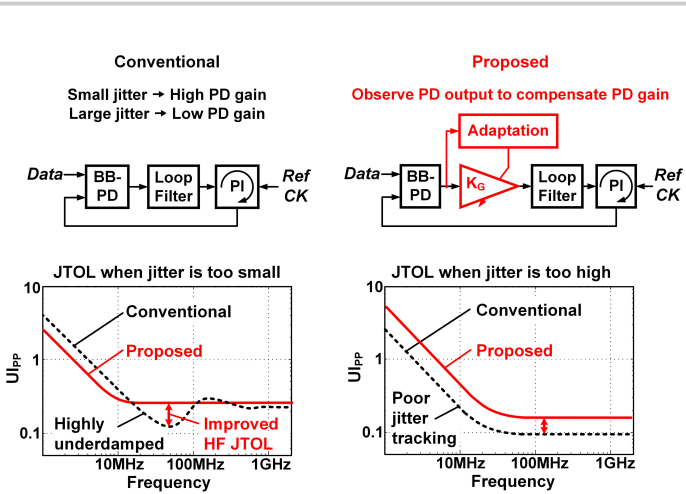 Conventional
Small jitter → High PD gain
Large jitter → Low PD gain
Data
BB-
PD
Loop
Filter
PI
Ref
CK
Proposed
Observe PD output to compensate PD gain
Adaptation
Data
BB-
PD
KG
Loop
Filter
PI
Ref
CK
JTOL when jitter is too small
10
1
0.1
UIPP
Conventional
Proposed
Highly
underdamped
Improved
HF JTOL
10MHz
100MHz
1GHz
Frequency
JTOL when jitter is too high
10
1
0.1
UIPP
Conventional
Proposed
Poor
jitter
tracking
10MHz
100MHz
1GHz
Frequency